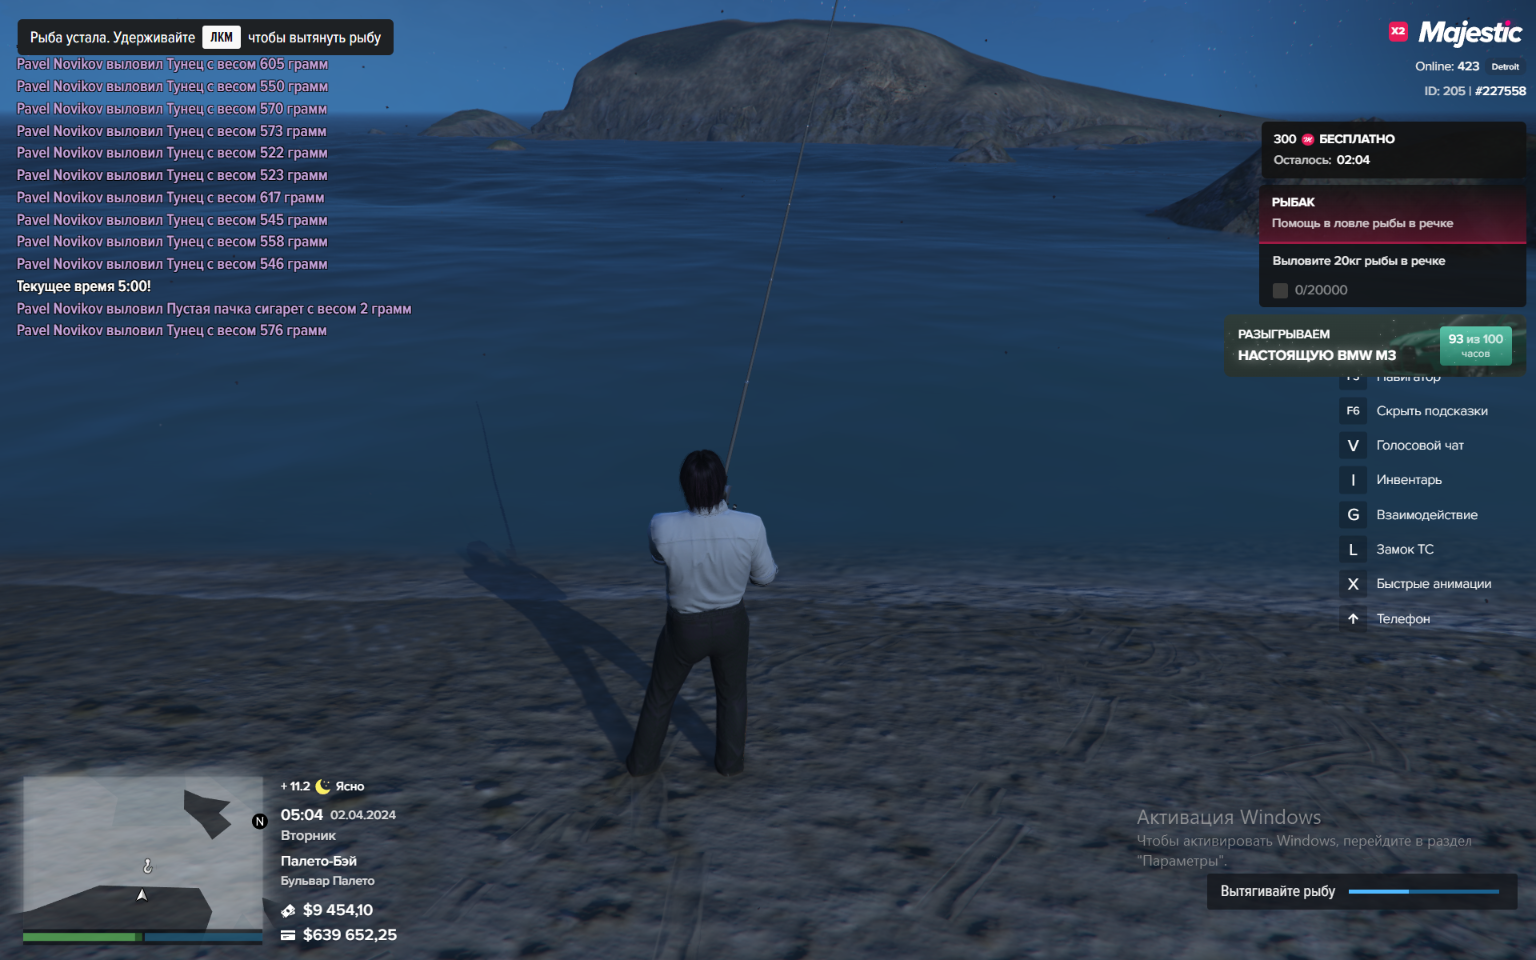 Рыба устала. Удерживайте ЛКМ чтобы вытянуть рыбу
Pavel Novikov выловил Тунец с весом 605 грамм
Pavel Novikov выловил Тунец с весом 550 грамм
Pavel Novikov выловил Тунец с весом 570 грамм
Pavel Novikov выловил Тунец с весом 573 грамм
Pavel Novikov выловил Тунец с весом 522 грамм
Pavel Novikov выловил Тунец с весом 523 грамм
Pavel Novikov выловил Тунец с весом 617 грамм
Pavel Novikov выловил Тунец с весом 545 грамм
Pavel Novikov выловил Тунец с весом 558 грамм
Pavel Novikov выловил Тунец с весом 546 грамм
Текущее время 5:00!
Pavel Novikov выловил Пустая пачка сигарет с весом 2 грамм
Pavel Novikov выловил Тунец с весом 576 грамм
X2 Majestic
Online: 423 Detroit
ID: 205 | #227558
300 БЕСПЛАТНО
Осталось: 02:04
РЫБАК
Помощь в ловле рыбы в речке
Выловите 20кг рыбы в речке
0/20000
РАЗЫГРЫВАЕМ
НАСТОЯЩУЮ BMW M3
93 из 100
часов
Навигатор
F6 Скрыть подсказки
V Голосовой чат
I Инвентарь
G Взаимодействие
L Замок ТС
X Быстрые анимации
Телефон
N
+ 11.2 Ясно
05:04 02.04.2024
Вторник
Палето-Бэй
Бульвар Палето
$9 454,10
$639 652,25
Активация Windows
Чтобы активировать Windows, перейдите в раздел
"Параметры".
Вытягивайте рыбу